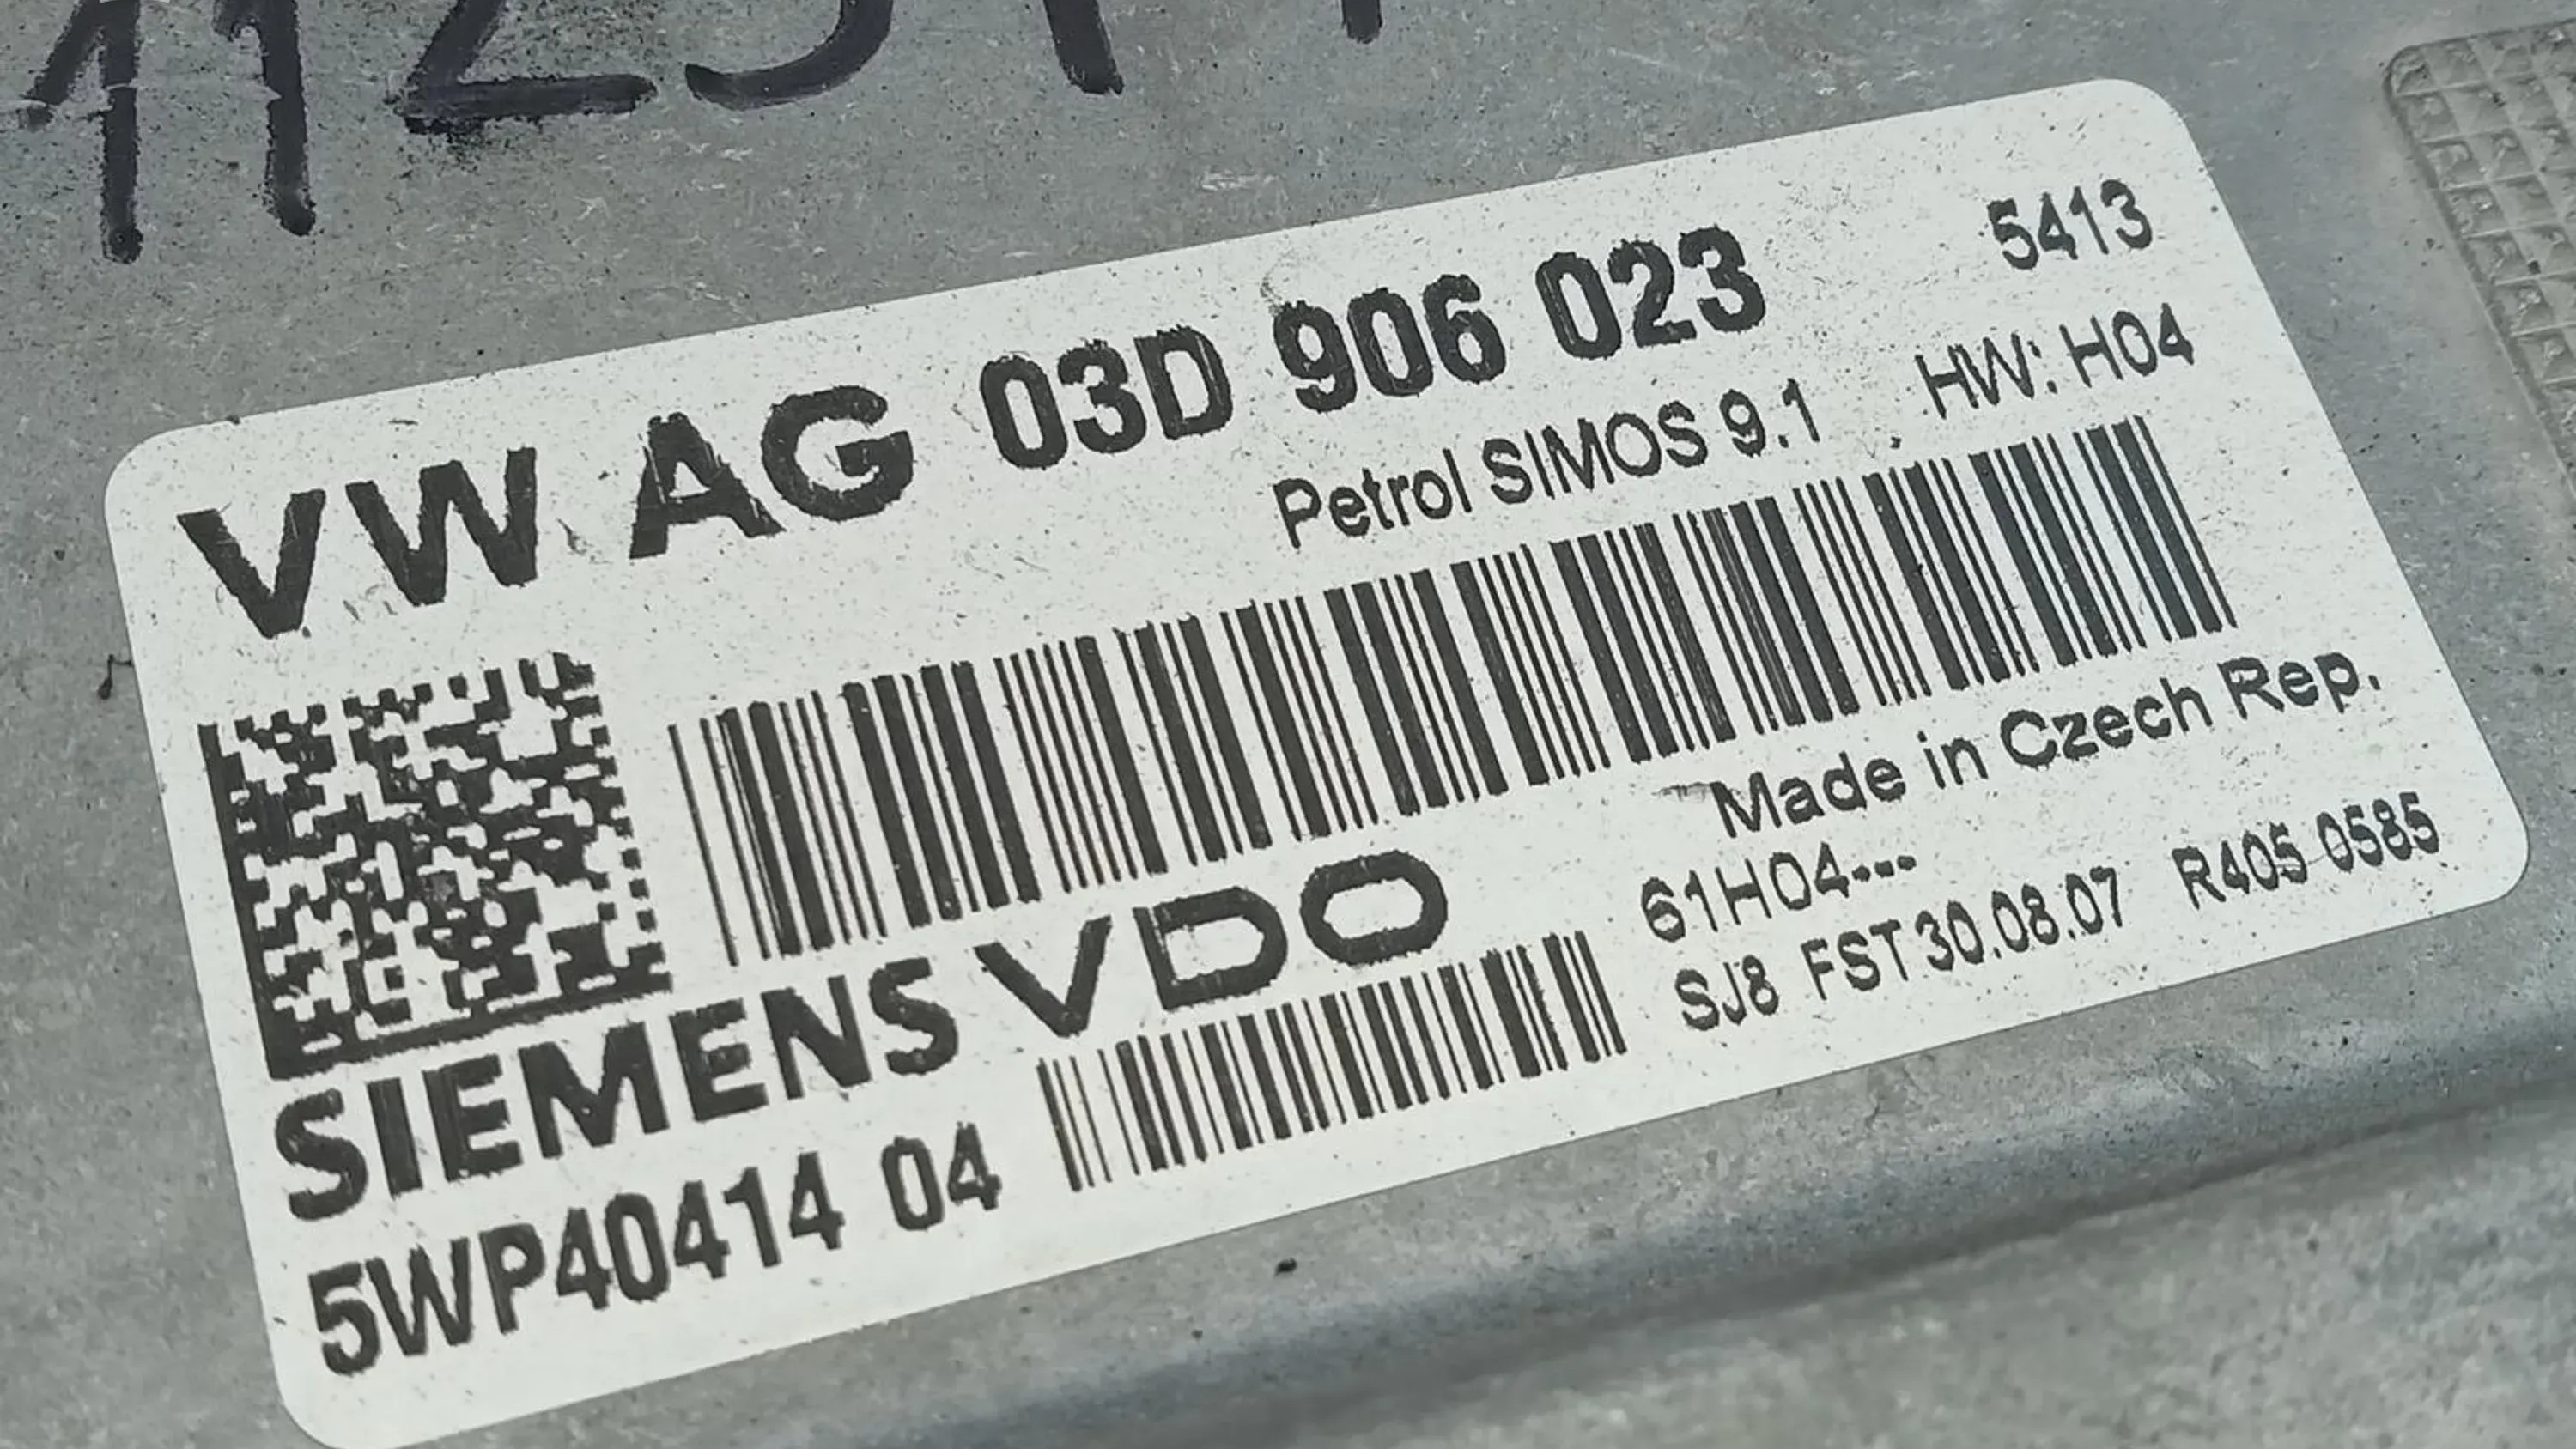 VW AG 03D 906 023 5413
Petrol SIMOS 9.1 HW: H04
Made in Czech Rep.
SIEMENS VDO
61H04---
SJ8 FST 30.08.07 R405 0585
5WP40414 04